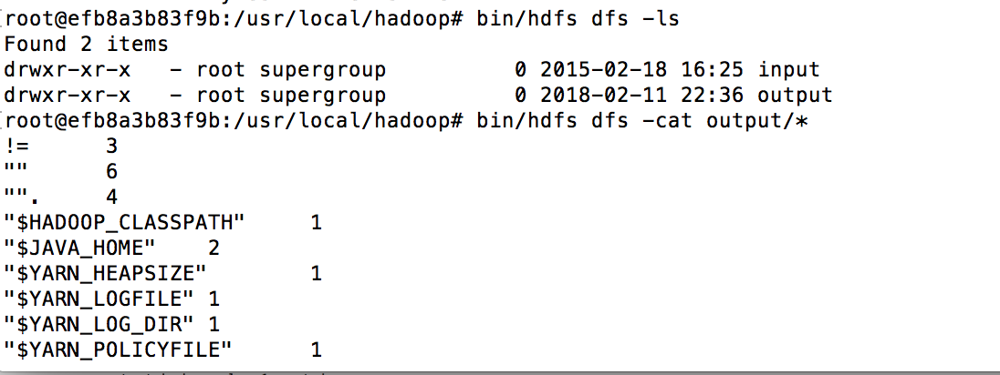 [root@efb8a3b83f9b:/usr/local/hadoop# bin/hdfs dfs -ls
Found 2 items
drwxr-xr-x   - root supergroup          0 2015-02-18 16:25 input
drwxr-xr-x   - root supergroup          0 2018-02-11 22:36 output
[root@efb8a3b83f9b:/usr/local/hadoop# bin/hdfs dfs -cat output/*
!=      3
""      6
"".     4
"$HADOOP_CLASSPATH"     1
"$JAVA_HOME"    2
"$YARN_HEAPSIZE"        1
"$YARN_LOGFILE" 1
"$YARN_LOG_DIR" 1
"$YARN_POLICYFILE"      1